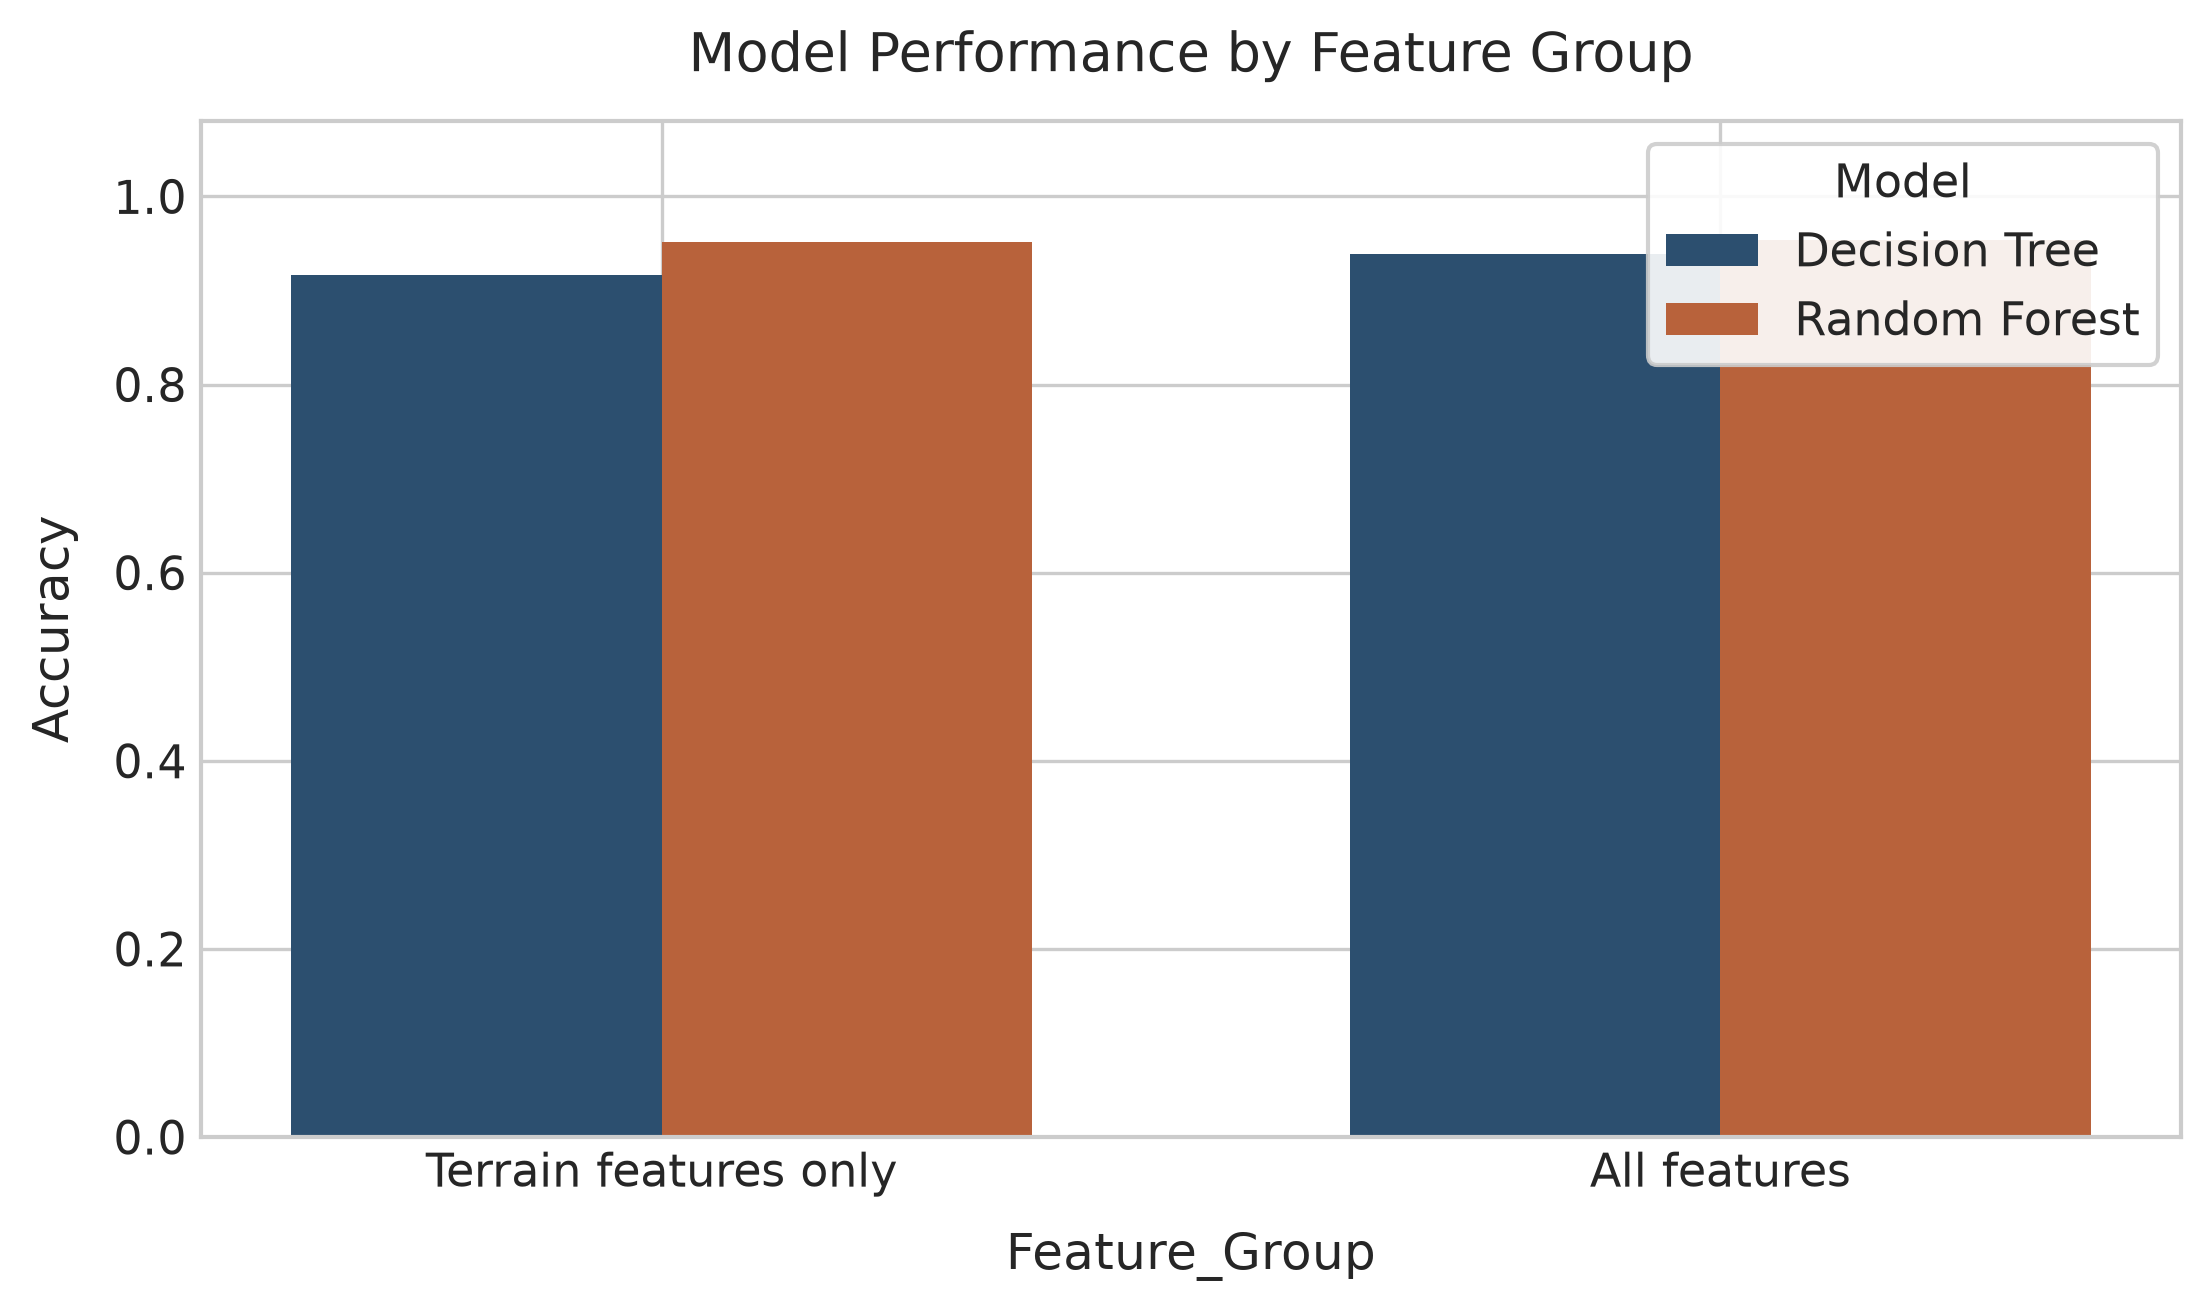 Model Performance by Feature Group
Model
Decision Tree
Random Forest
Accuracy
1.0
0.8
0.6
0.4
0.2
0.0
Terrain features only
All features
Feature_Group